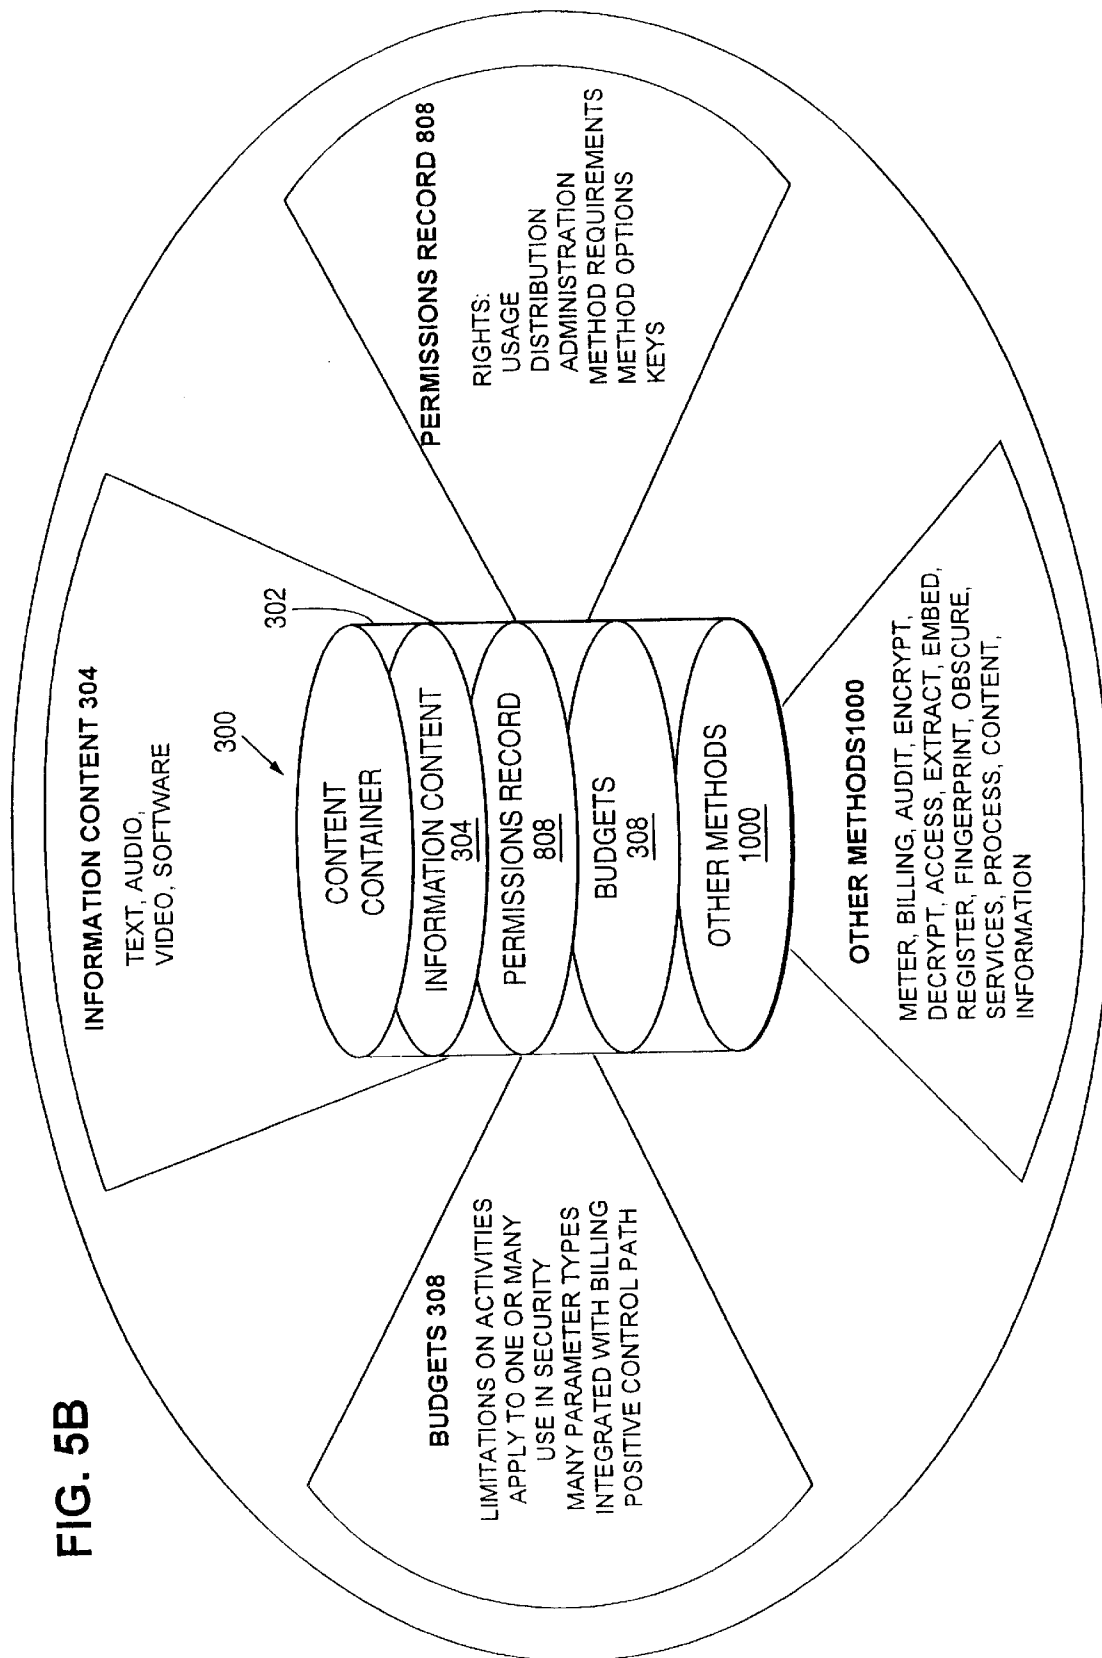 FIG. 5B
INFORMATION CONTENT 304
TEXT, AUDIO,
VIDEO, SOFTWARE
300
302
CONTENT
CONTAINER
INFORMATION CONTENT
304
PERMISSIONS RECORD
808
BUDGETS
308
OTHER METHODS
1000
BUDGETS 308
LIMITATIONS ON ACTIVITIES
APPLY TO ONE OR MANY
USE IN SECURITY
MANY PARAMETER TYPES
INTEGRATED WITH BILLING
POSITIVE CONTROL PATH
PERMISSIONS RECORD 808
RIGHTS:
USAGE
DISTRIBUTION
ADMINISTRATION
METHOD REQUIREMENTS
METHOD OPTIONS
KEYS
OTHER METHODS1000
METER, BILLING, AUDIT, ENCRYPT,
DECRYPT, ACCESS, EXTRACT, EMBED,
REGISTER, FINGERPRINT, OBSCURE,
SERVICES, PROCESS, CONTENT,
INFORMATION